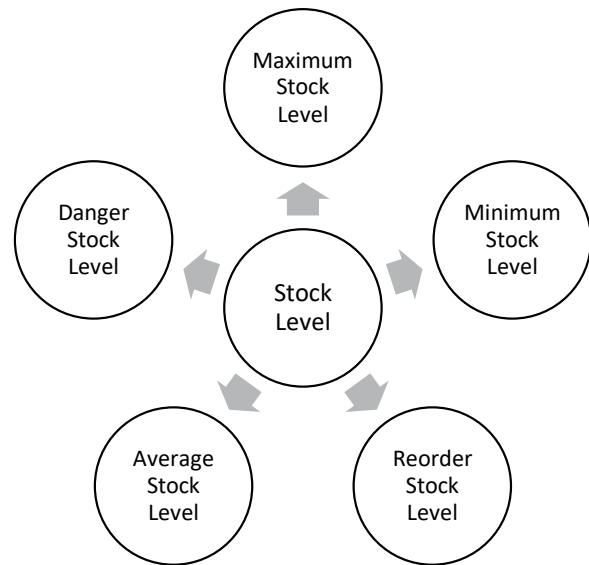 Maximum
Stock
Level
Danger
Stock
Level
Minimum
Stock
Level
Stock
Level
Average
Stock
Level
Reorder
Stock
Level